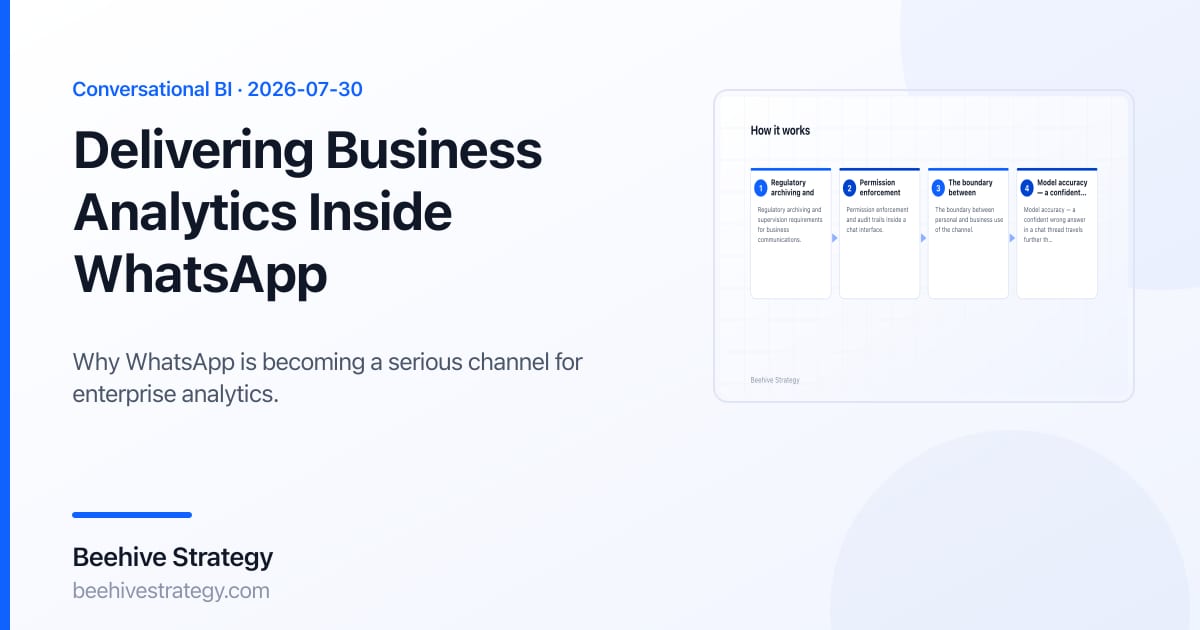 Conversational BI · 2026-07-30
Delivering Business
Analytics Inside
WhatsApp
Why WhatsApp is becoming a serious channel for
enterprise analytics.
Beehive Strategy
beehivestrategy.com
How it works
1
Regulatory
archiving and
Regulatory archiving and
supervision requirements
for business
communications.
2
Permission
enforcement
Permission enforcement
and audit trails inside a
chat interface.
3
The boundary
between
The boundary between
personal and business use
of the channel.
4
Model accuracy
— a confident...
Model accuracy — a
confident wrong answer
in a chat thread travels
further th...
Beehive Strategy